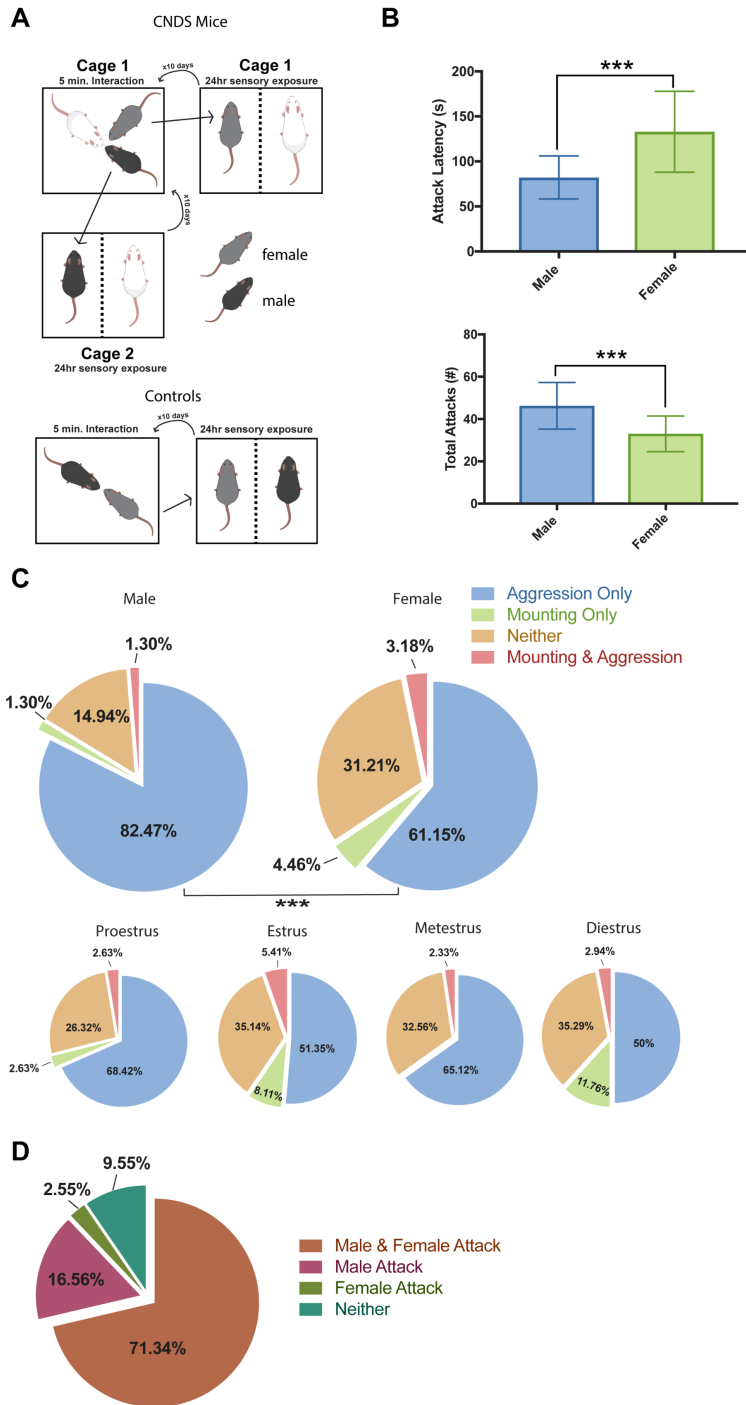 A
CNDS Mice
Cage 1
5 min. Interaction
x10 days
Cage 1
24hr sensory exposure
x10 days
female
male
Cage 2
24hr sensory exposure
Controls
5 min. Interaction
x10 days
24hr sensory exposure
B
***
Attack Latency (s)
200
150
100
50
0
Male
Female
***
Total Attacks (#)
80
60
40
20
0
Male
Female
C
Male
Female
Aggression Only
Mounting Only
Neither
Mounting & Aggression
1.30%
1.30%
14.94%
82.47%
3.18%
31.21%
4.46%
61.15%
***
Proestrus
2.63%
26.32%
2.63%
68.42%
Estrus
5.41%
35.14%
8.11%
51.35%
Metestrus
2.33%
32.56%
65.12%
Diestrus
2.94%
35.29%
11.76%
50%
D
9.55%
2.55%
16.56%
71.34%
Male & Female Attack
Male Attack
Female Attack
Neither